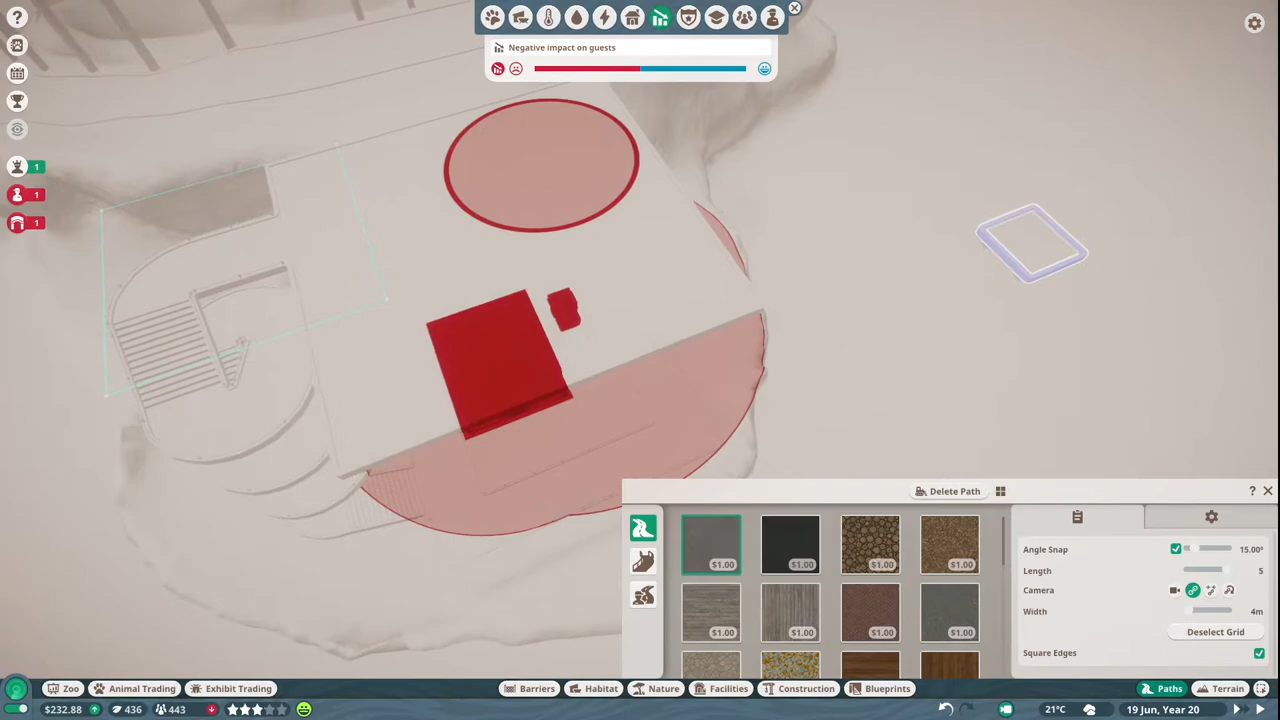 Negative impact on guests
1
1
1
Delete Path
?
$1.00 $1.00 $1.00 $1.00
$1.00 $1.00 $1.00 $1.00
Angle Snap 15.00°
Length 5
Camera
Width 4m
Deselect Grid
Square Edges
Zoo Animal Trading Exhibit Trading Barriers Habitat Nature Facilities Construction Blueprints Paths Terrain
$232.88 436 443 21°C 19 Jun, Year 20